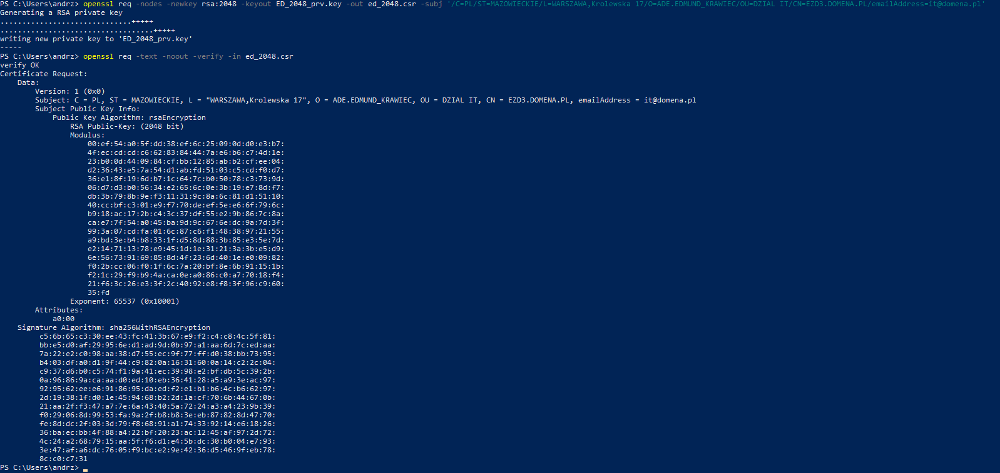 PS C:\Users\andrz> openssl req -nodes -newkey rsa:2048 -keyout ED_2048_prv.key -out ed_2048.csr -subj '/C=PL/ST=MAZOWIECKIE/L=WARSZAWA,Krolewska 17/O=ADE.EDMUND_KRAWIEC/OU=DZIAL IT/CN=EZD3.DOMENA.PL/emailAddress=it@domena.pl'
Generating a RSA private key
..............................+++++
...................................+++++
writing new private key to 'ED_2048_prv.key'
-----
PS C:\Users\andrz> openssl req -text -noout -verify -in ed_2048.csr
verify OK
Certificate Request:
    Data:
        Version: 1 (0x0)
        Subject: C = PL, ST = MAZOWIECKIE, L = "WARSZAWA,Krolewska 17", O = ADE.EDMUND_KRAWIEC, OU = DZIAL IT, CN = EZD3.DOMENA.PL, emailAddress = it@domena.pl
        Subject Public Key Info:
            Public Key Algorithm: rsaEncryption
                RSA Public-Key: (2048 bit)
                Modulus:
                    00:ef:54:a0:5f:dd:38:ef:6c:25:09:0d:d0:e3:b7:
                    4f:ec:cd:cd:c6:62:83:84:44:7a:e6:b6:c7:4d:1e:
                    23:b0:0d:44:09:84:cf:bb:12:85:ab:b2:cf:ee:04:
                    d2:36:43:e5:7a:54:d1:ab:fd:51:03:c5:cd:f0:d7:
                    36:e1:8f:19:6d:b7:1c:64:7c:b0:50:78:c3:73:9d:
                    06:d7:d3:b0:56:34:e2:65:6c:0e:3b:19:e7:8d:f7:
                    db:3b:79:8b:9e:f3:11:31:9c:8a:6c:81:d1:51:10:
                    40:cc:bf:c3:01:e9:f7:70:de:ef:5e:e6:6f:79:6c:
                    b9:18:ac:17:2b:c4:3c:37:df:55:e2:9b:86:7c:8a:
                    ca:e7:7f:54:a0:45:ba:9d:9c:67:6e:dc:9a:7d:3f:
                    99:3a:07:cd:fa:01:6c:87:c6:f1:48:38:97:21:55:
                    a9:bd:3e:b4:b8:33:1f:d5:8d:88:3b:85:e3:5e:7d:
                    e2:14:71:13:78:e9:45:1d:1e:31:21:3a:3b:e5:d9:
                    6e:56:73:91:69:85:8d:4f:23:6d:40:1e:e0:09:82:
                    f0:2b:cc:06:f0:1f:6c:7a:20:bf:8e:6b:91:15:1b:
                    f2:1c:29:f9:b9:4a:ca:0e:a0:86:c0:a7:70:18:f4:
                    21:f6:3c:26:e3:3f:2c:40:92:e8:f8:3f:96:c9:60:
                    35:fd
                Exponent: 65537 (0x10001)
        Attributes:
            a0:00
    Signature Algorithm: sha256WithRSAEncryption
         c5:6b:65:c3:30:ee:43:fc:41:3b:67:e9:f2:c4:c8:4c:5f:81:
         bb:e5:d0:af:29:95:6e:d1:ad:9d:0b:97:a1:aa:6d:7c:ed:aa:
         7a:22:e2:c0:98:aa:38:d7:55:ec:9f:77:ff:d0:38:bb:73:95:
         b4:03:df:a0:d1:9f:44:c9:82:0a:16:31:60:0a:14:c2:2c:04:
         c9:37:d6:b0:c5:74:f1:9a:41:ec:39:98:e2:bf:db:5c:39:2b:
         0a:96:86:9a:ca:aa:d0:ed:10:eb:36:41:28:a5:a9:3e:ac:97:
         92:95:62:ee:e6:91:86:95:da:ed:f2:e1:b1:b6:4c:b6:62:97:
         2d:19:38:1f:d0:1e:45:94:68:b2:2d:1a:cf:70:6b:44:67:0b:
         21:aa:2f:f3:47:a7:7e:6a:43:40:5a:72:24:a3:a4:23:9b:39:
         f0:29:06:8d:99:53:fa:9a:2f:b8:b8:3e:eb:87:82:8d:47:70:
         fe:8d:dc:2f:03:3d:79:f8:68:91:a1:74:33:92:14:e6:18:26:
         36:ba:ec:bb:4f:88:a4:22:bf:20:23:ac:12:45:af:97:2d:72:
         4c:24:a2:68:79:15:aa:5f:f6:d1:e4:5b:dc:30:b0:04:e7:93:
         3e:47:af:a6:dc:76:05:f9:bc:e2:9e:42:36:d5:46:9f:eb:78:
         8c:c0:c7:31
PS C:\Users\andrz>